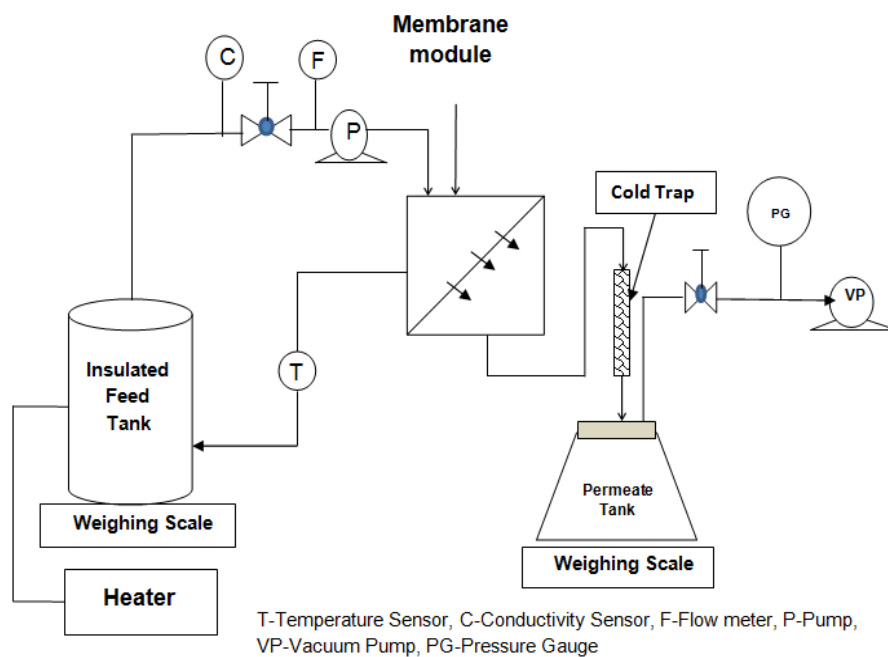 Membrane
module
C
F
P
Cold Trap
PG
VP
Insulated
Feed
Tank
T
Permeate
Tank
Weighing Scale
Weighing Scale
Heater
T-Temperature Sensor, C-Conductivity Sensor, F-Flow meter, P-Pump,
VP-Vacuum Pump, PG-Pressure Gauge